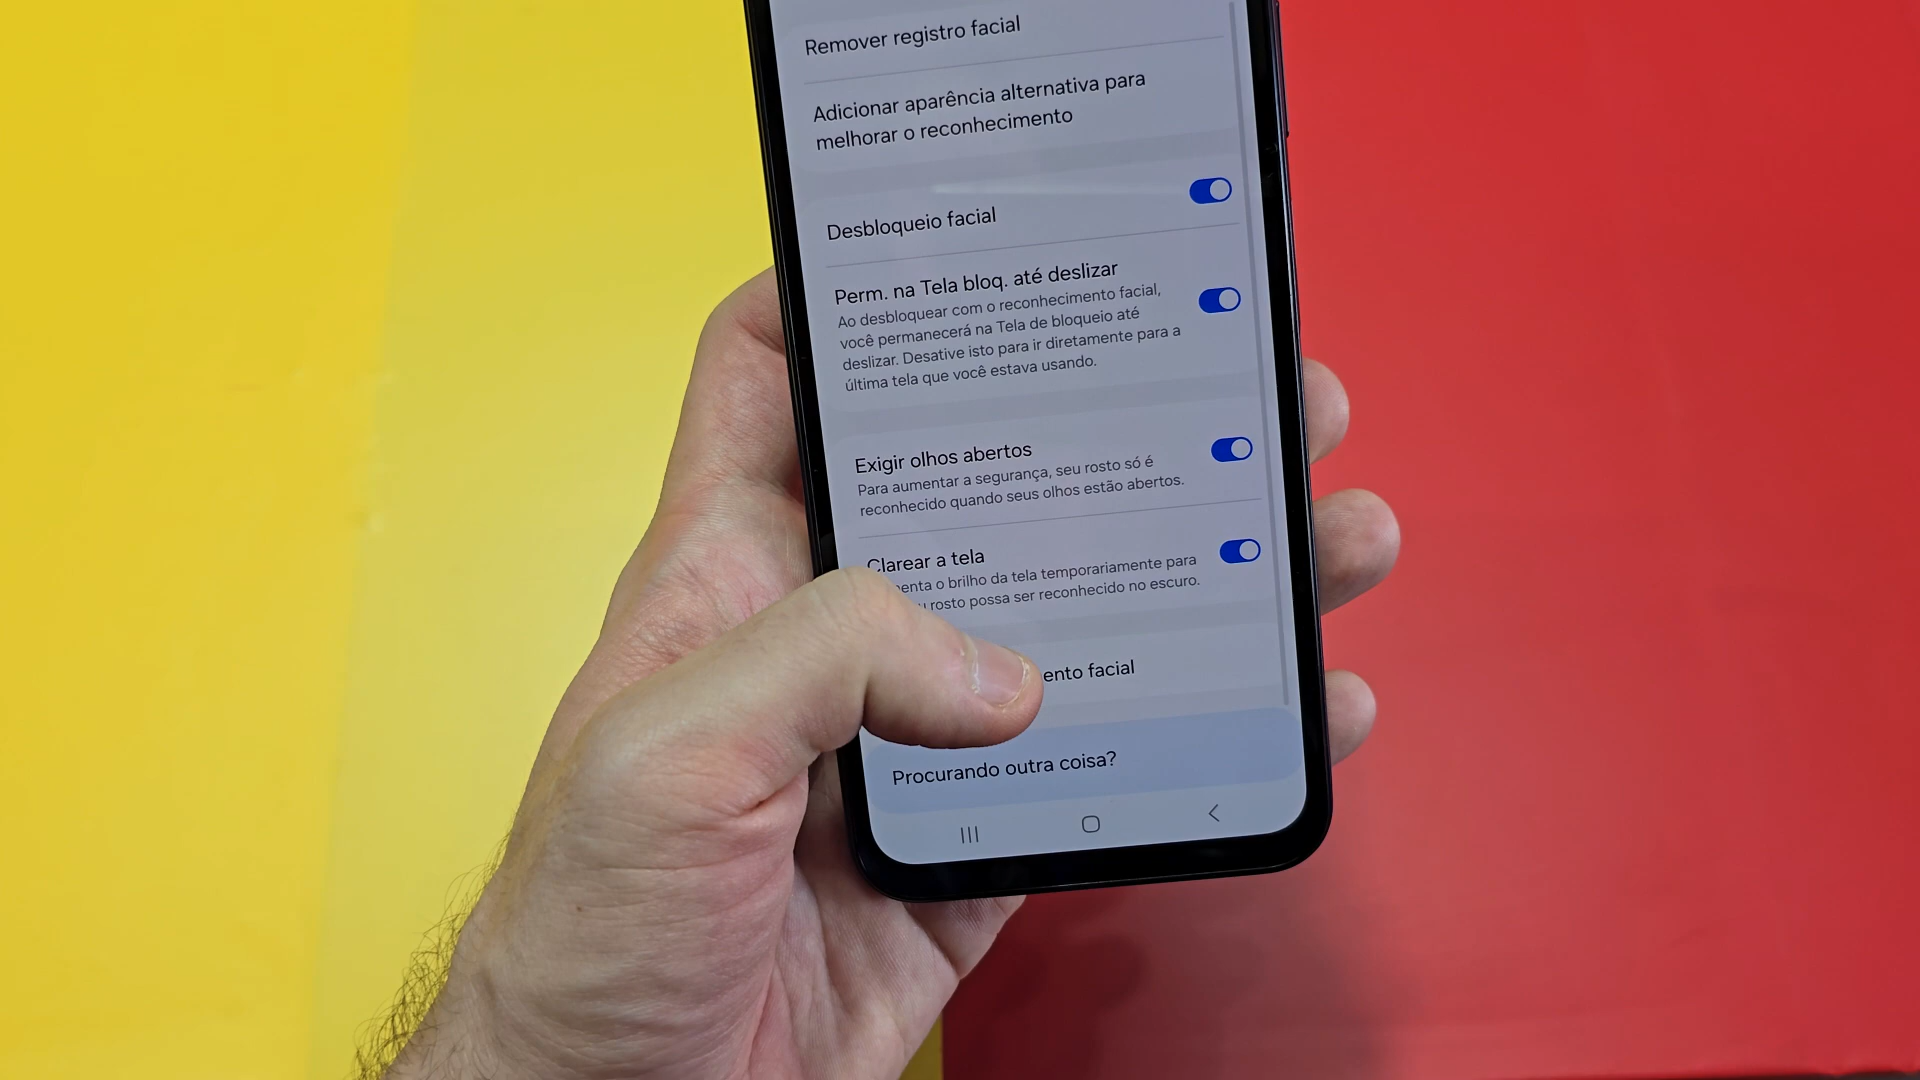 Remover registro facial
Adicionar aparência alternativa para
melhorar o reconhecimento
Desbloqueio facial
Perm. na Tela bloq. até deslizar
Ao desbloquear com o reconhecimento facial,
você permanecerá na Tela de bloqueio até
deslizar. Desative isto para ir diretamente para a
última tela que você estava usando.
Exigir olhos abertos
Para aumentar a segurança, seu rosto só é
reconhecido quando seus olhos estão abertos.
Clarear a tela
o brilho da tela temporariamente para
rosto possa ser reconhecido no escuro.
facial
Procurando outra coisa?